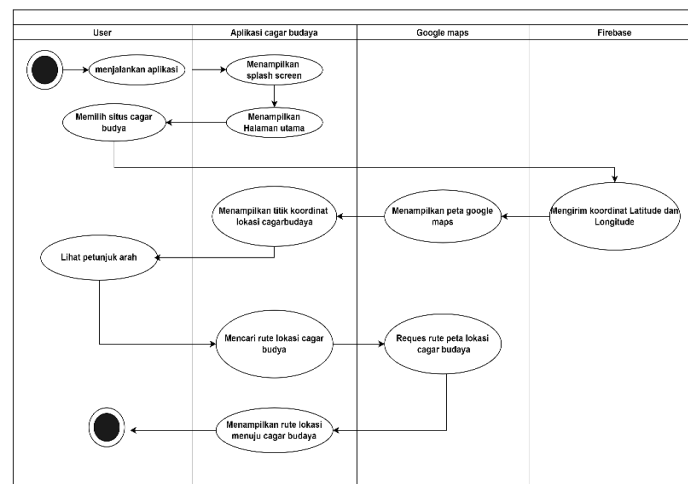 User
Aplikasi cagar budaya
Google maps
Firebase
menjalankan aplikasi
Menampilkan
splash screen
Memilih situs cagar
budya
Menampilkan
Halaman utama
Menampilkan titik koordinat
lokasi cagarbudaya
Menampilkan peta google
maps
Mengirim koordinat Latitude dan
Longitude
Lihat petunjuk arah
Mencari rute lokasi cagar
budya
Reques rute peta lokasi
cagar budaya
Menampilkan rute lokasi
menuju cagar budaya